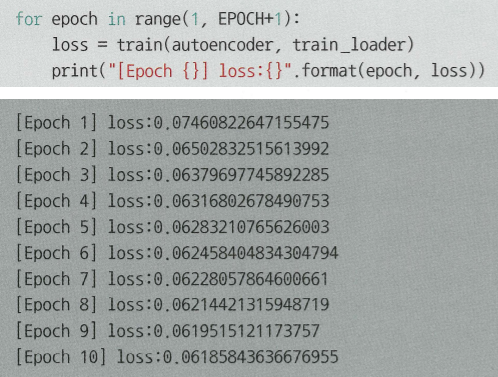 for epoch in range(1, EPOCH+1):
    loss = train(autoencoder, train_loader)
    print("[Epoch {}] loss:{}".format(epoch, loss))
[Epoch 1] loss:0.07460822647155475
[Epoch 2] loss:0.06502832515613992
[Epoch 3] loss:0.06379697745892285
[Epoch 4] loss:0.06316802678490753
[Epoch 5] loss:0.06283210765626003
[Epoch 6] loss:0.062458404834304794
[Epoch 7] loss:0.06228057864600661
[Epoch 8] loss:0.06214421315948719
[Epoch 9] loss:0.0619515121173757
[Epoch 10] loss:0.06185843636676955